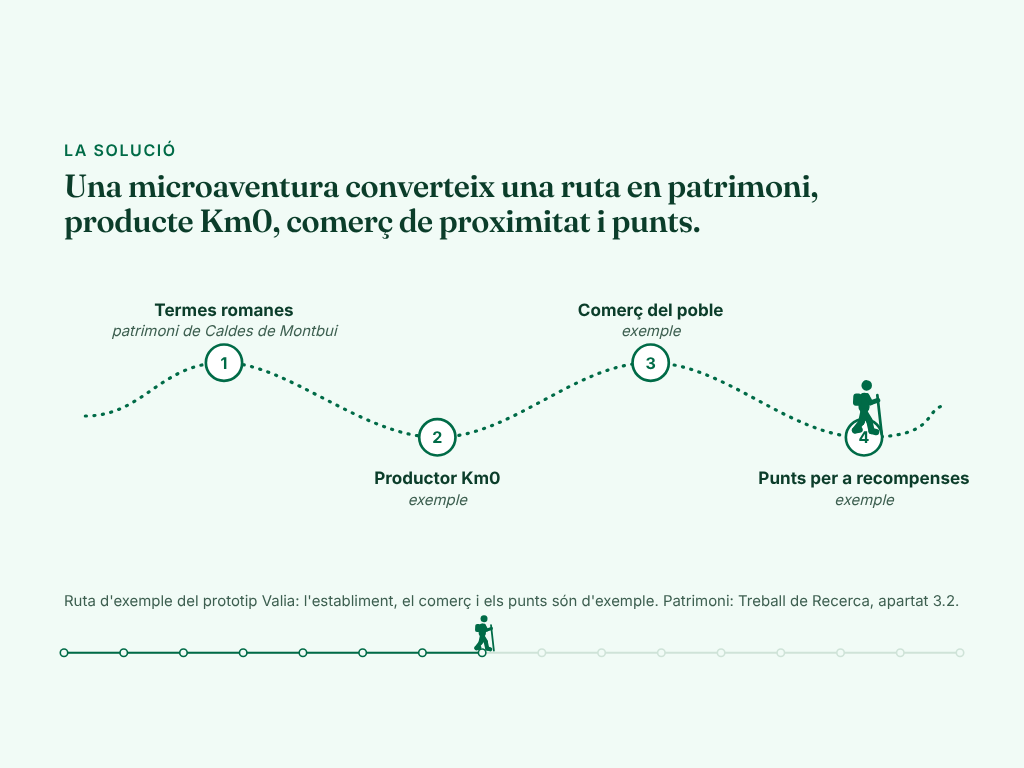 LA SOLUCIÓ
Una microaventura converteix una ruta en patrimoni,
producte Km0, comerç de proximitat i punts.
Termes romanes
patrimoni de Caldes de Montbui
1
2
Productor Km0
exemple
Comerç del poble
exemple
3
4
Punts per a recompenses
exemple
Ruta d'exemple del prototip Valia: l'establiment, el comerç i els punts són d'exemple. Patrimoni: Treball de Recerca, apartat 3.2.